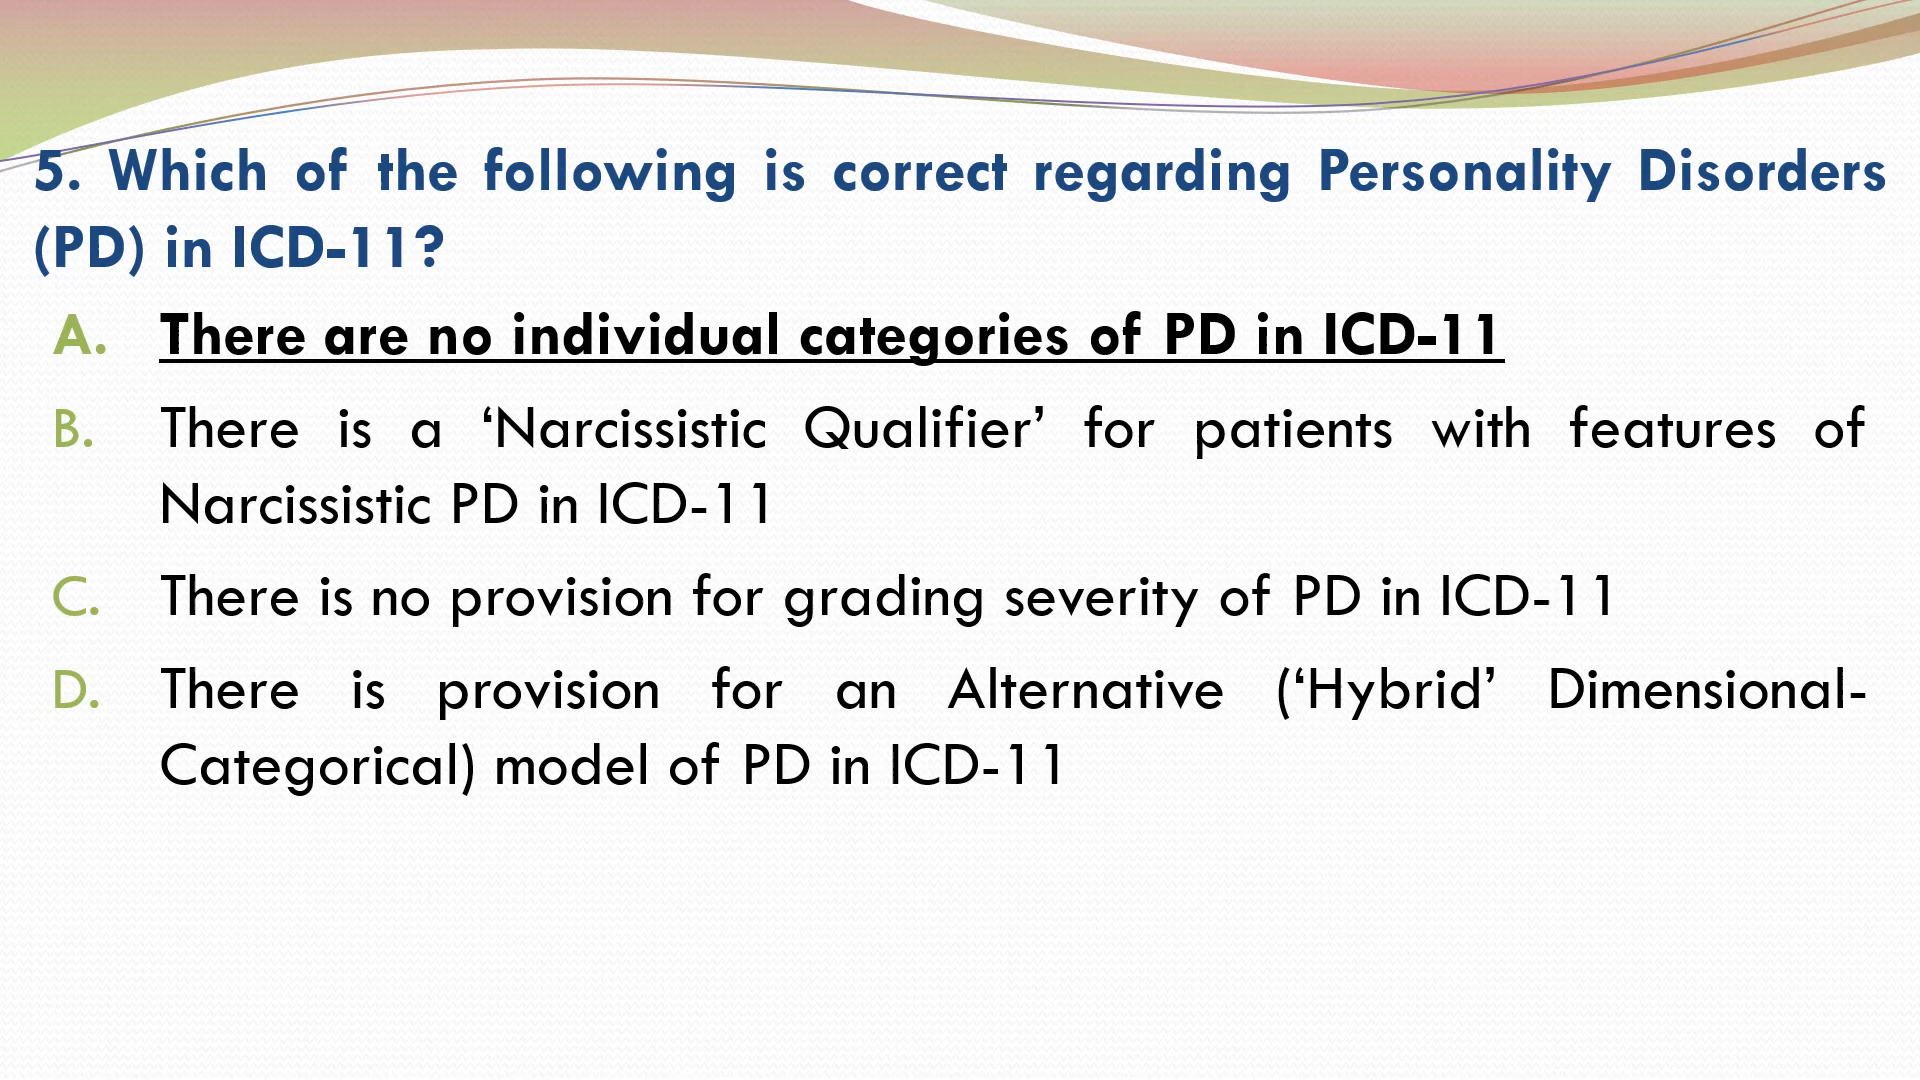 5. Which of the following is correct regarding Personality Disorders
(PD) in ICD-11?
A. There are no individual categories of PD in ICD-11
B. There is a ‘Narcissistic Qualifier’ for patients with features of
Narcissistic PD in ICD-11
C. There is no provision for grading severity of PD in ICD-11
D. There is provision for an Alternative (‘Hybrid’ Dimensional-
Categorical) model of PD in ICD-11